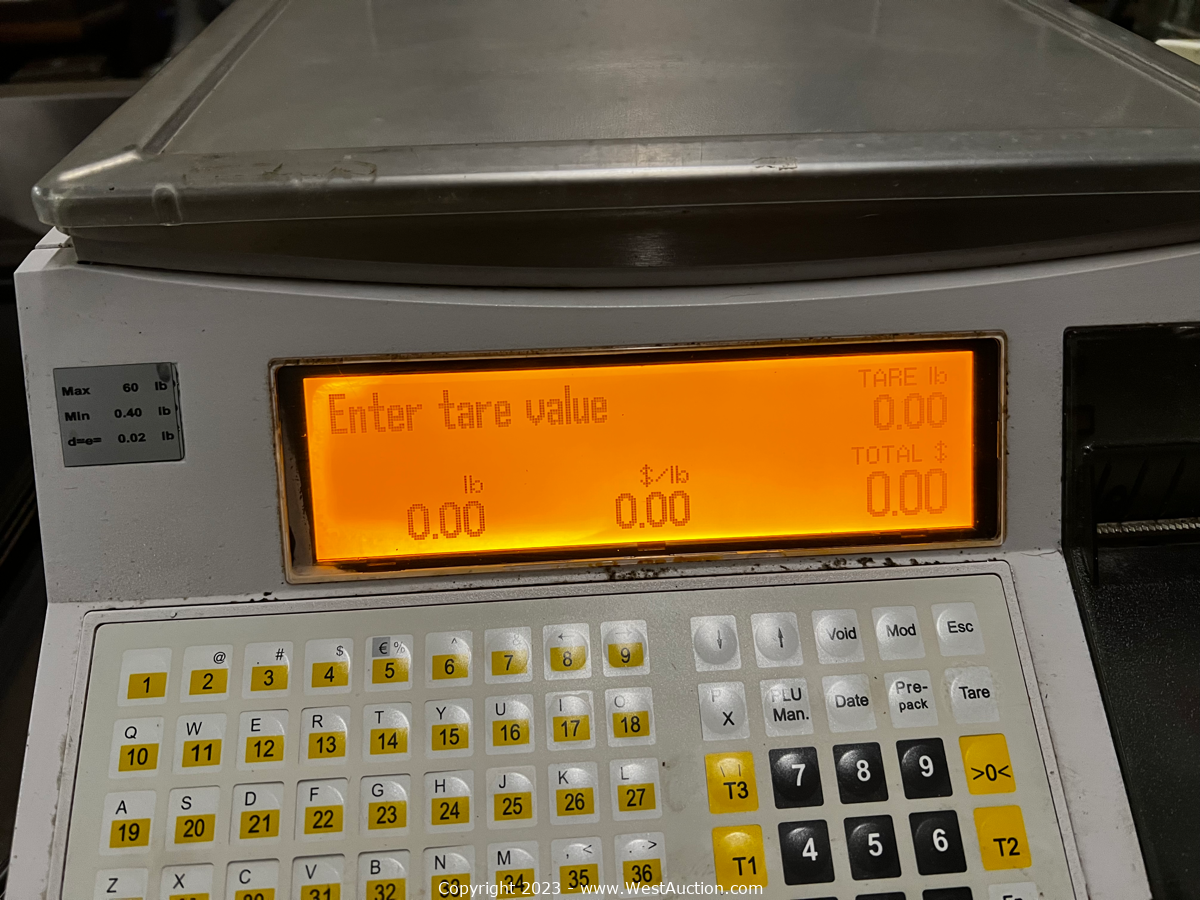 Max 60 lb
Min 0.40 lb
d=e= 0.02 lb
Enter tare value
TARE lb
0.00
TOTAL $
0.00
lb
0.00
$/lb
0.00
1
@ 2
# 3
$ 4
€ % 5
^ 6
7
← 8
9
↓
↑
Void
Mod
Esc
Q 10
W 11
E 12
R 13
T 14
Y 15
U 16
I 17
O 18
P X
PLU Man.
Date
Pre-pack
Tare
A 19
S 20
D 21
F 22
G 23
H 24
J 25
K 26
L 27
T3
7
8
9
>0<
Z
X
C
V 31
B 32
N
M 34
, < 35
. > 36
T1
4
5
6
T2
Copyright 2023 - www.WestAuction.com